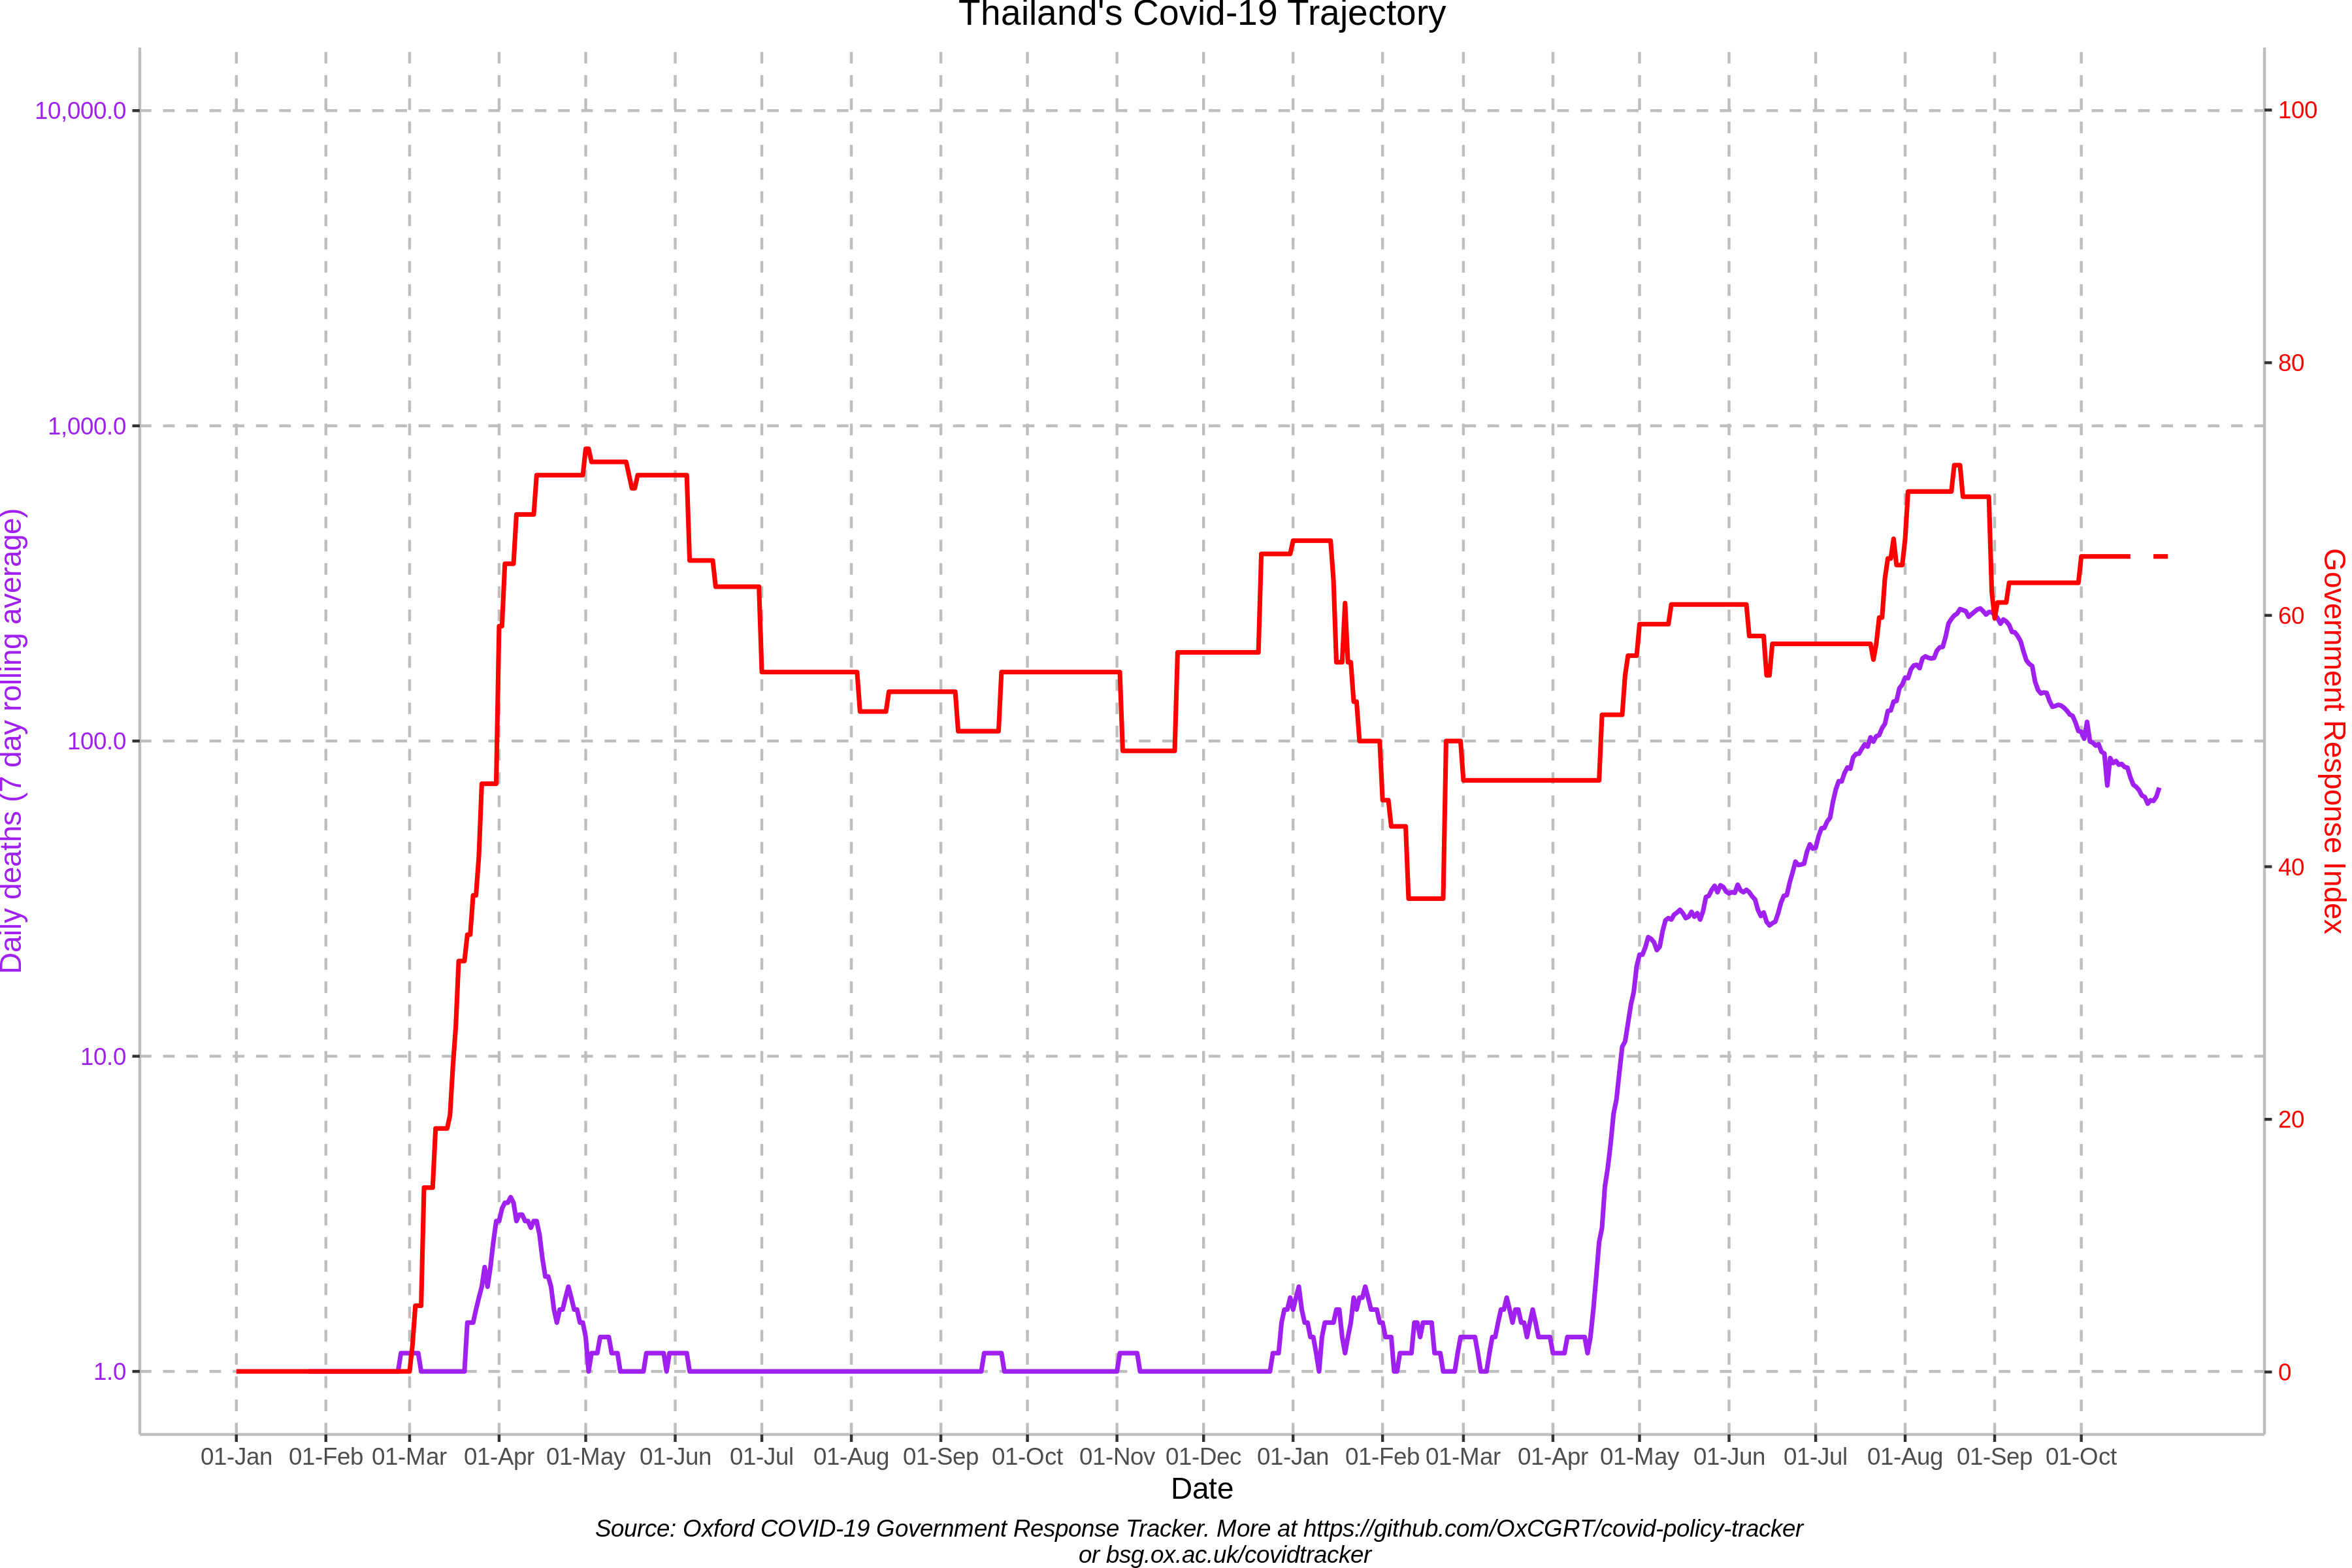 Thailand's Covid-19 Trajectory
10,000.0
1,000.0
100.0
10.0
1.0
Daily deaths (7 day rolling average)
100
80
60
40
20
0
Government Response Index
01-Jan 01-Feb 01-Mar 01-Apr 01-May 01-Jun 01-Jul 01-Aug 01-Sep 01-Oct 01-Nov 01-Dec 01-Jan 01-Feb 01-Mar 01-Apr 01-May 01-Jun 01-Jul 01-Aug 01-Sep 01-Oct
Date
Source: Oxford COVID-19 Government Response Tracker. More at https://github.com/OxCGRT/covid-policy-tracker
or bsg.ox.ac.uk/covidtracker